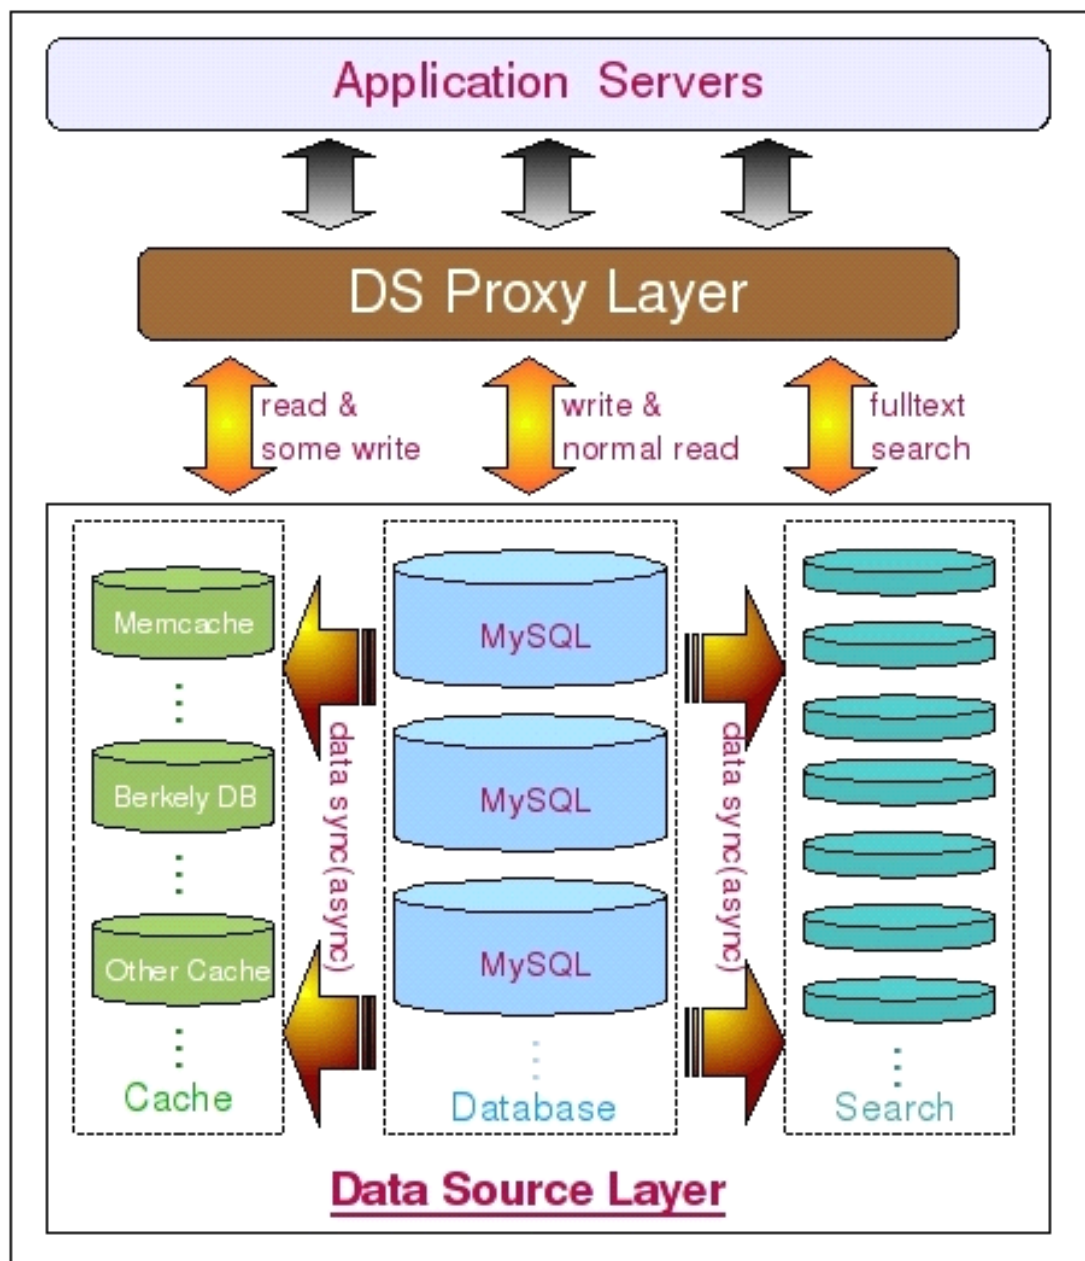 Application Servers
DS Proxy Layer
read &
some write
write &
normal read
fulltext
search
Memcache
Berkely DB
Other Cache
Cache
data sync(async)
MySQL
MySQL
MySQL
Database
data sync(async)
Search
Data Source Layer